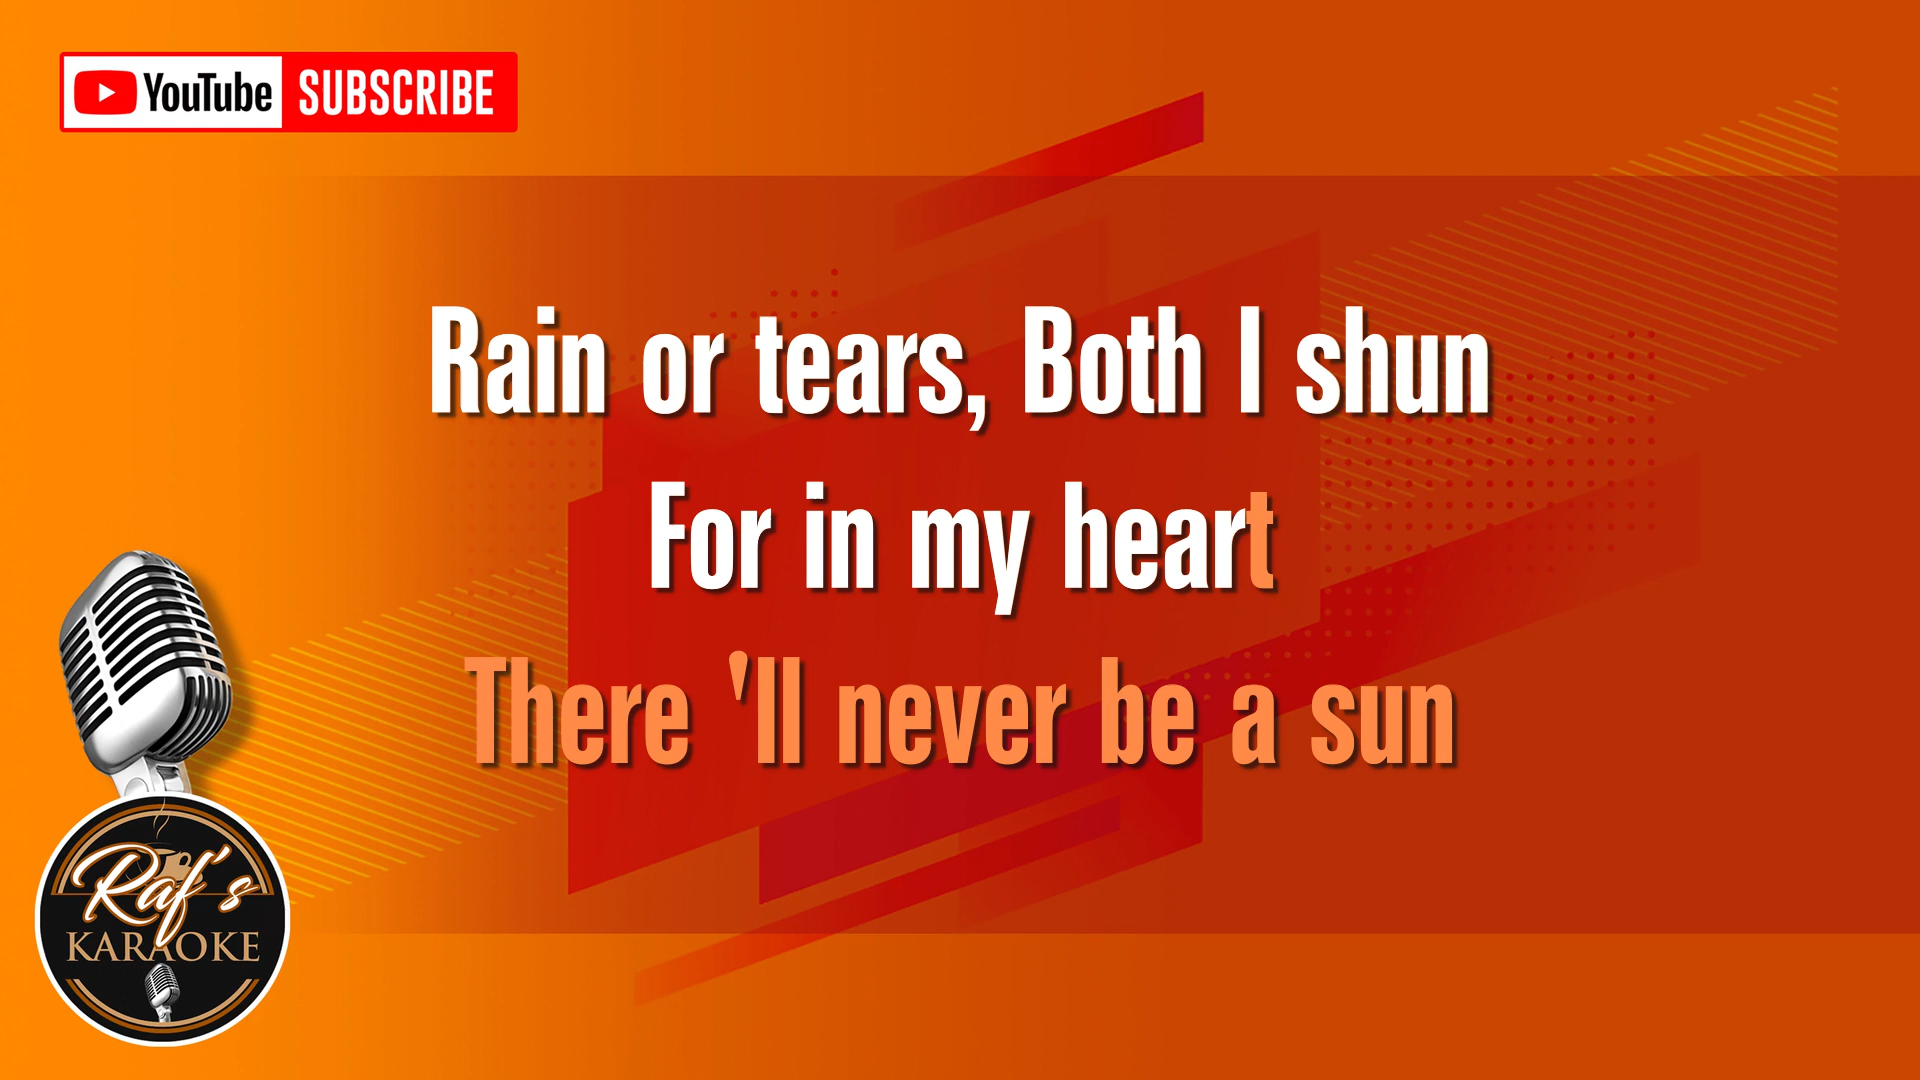 YouTube SUBSCRIBE
Rain or tears, Both I shun
For in my heart
There 'll never be a sun
Raf's
KARAOKE